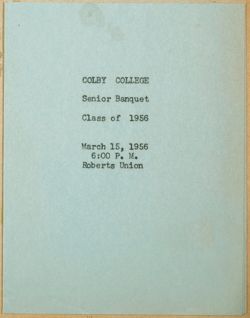 COLBY COLLEGE
Senior Banquet
Class of 1956
March 15, 1956
6:00 P. M.
Roberts Union